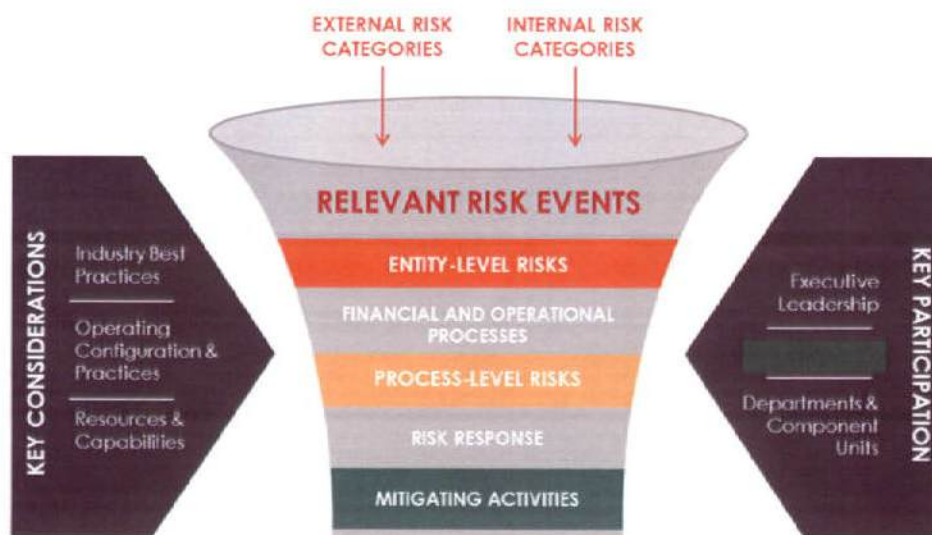 EXTERNAL RISK
CATEGORIES
INTERNAL RISK
CATEGORIES
RELEVANT RISK EVENTS
ENTITY-LEVEL RISKS
FINANCIAL AND OPERATIONAL
PROCESSES
PROCESS-LEVEL RISKS
RISK RESPONSE
MITIGATING ACTIVITIES
KEY CONSIDERATIONS
Industry Best
Practices
Operating
Configuration &
Practices
Resources &
Capabilities
KEY PARTICIPATION
Executive
Leadership
Departments &
Component
Units